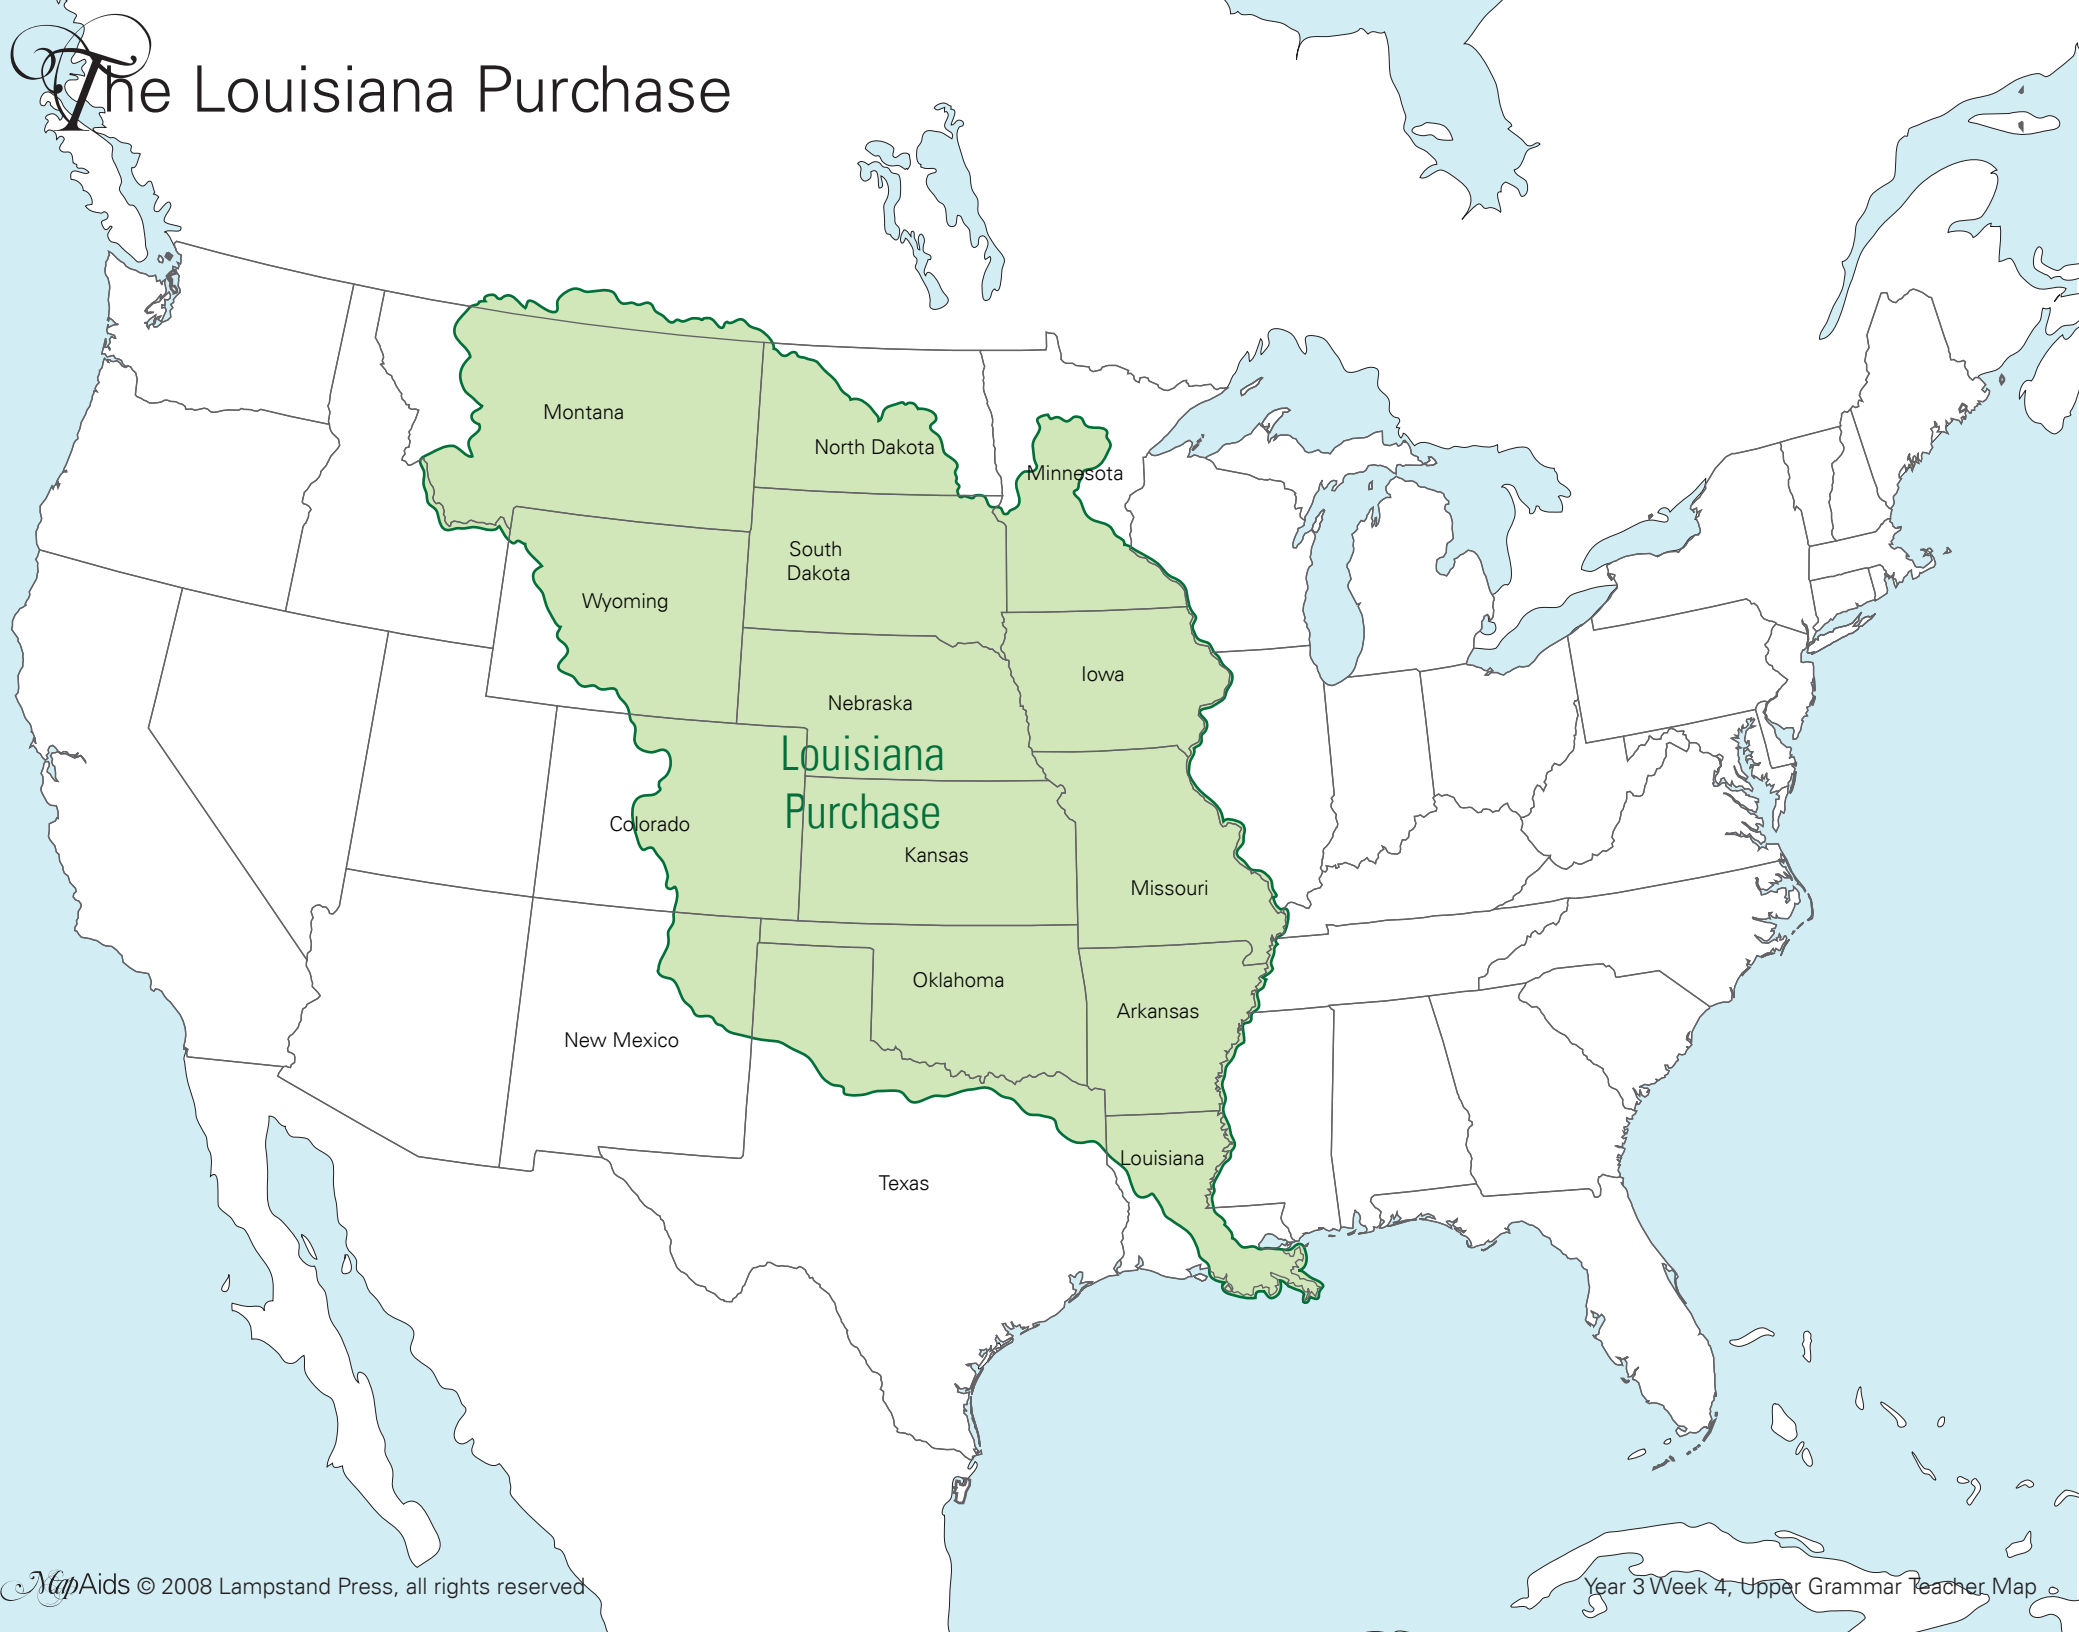 The Louisiana Purchase
Montana
North Dakota
Minnesota
South
Dakota
Wyoming
Iowa
Nebraska
Louisiana
Purchase
Colorado
Kansas
Missouri
Oklahoma
Arkansas
New Mexico
Louisiana
Texas
MapAids © 2008 Lampstand Press, all rights reserved
Year 3 Week 4, Upper Grammar Teacher Map